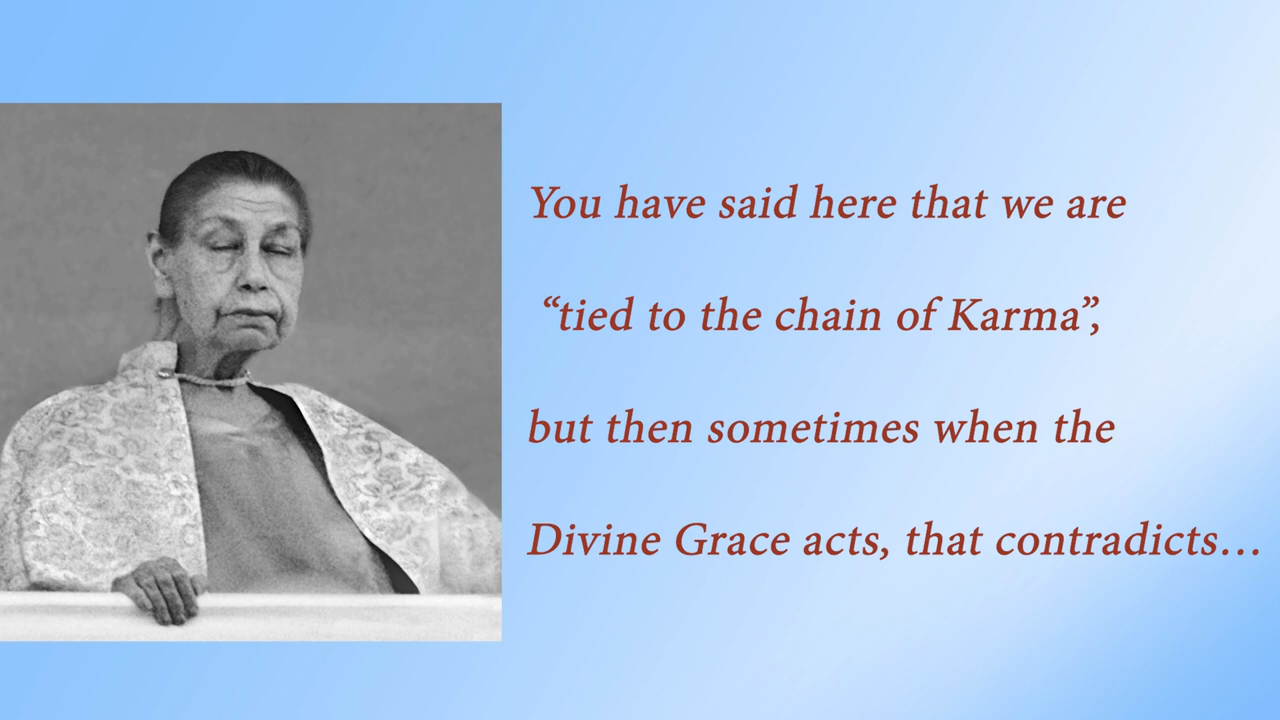 You have said here that we are
“tied to the chain of Karma”,
but then sometimes when the
Divine Grace acts, that contradicts…